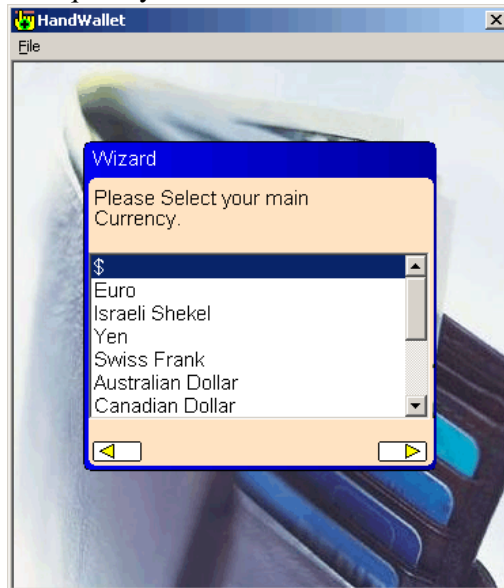 HandWallet
File
Wizard
Please Select your main
Currency.
$
Euro
Israeli Shekel
Yen
Swiss Frank
Australian Dollar
Canadian Dollar